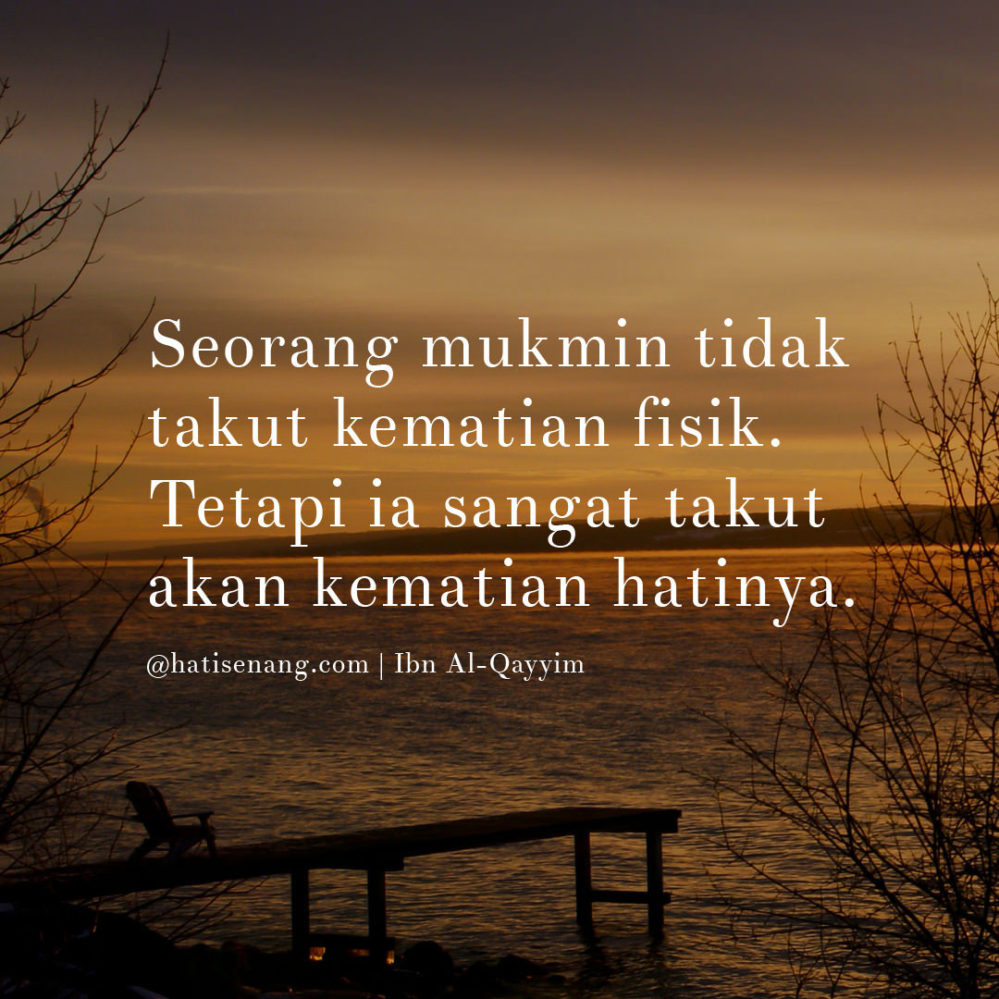 Seorang mukmin tidak
takut kematian fisik.
Tetapi ia sangat takut
akan kematian hatinya.
@hatisenang.com | Ibn Al-Qayyim